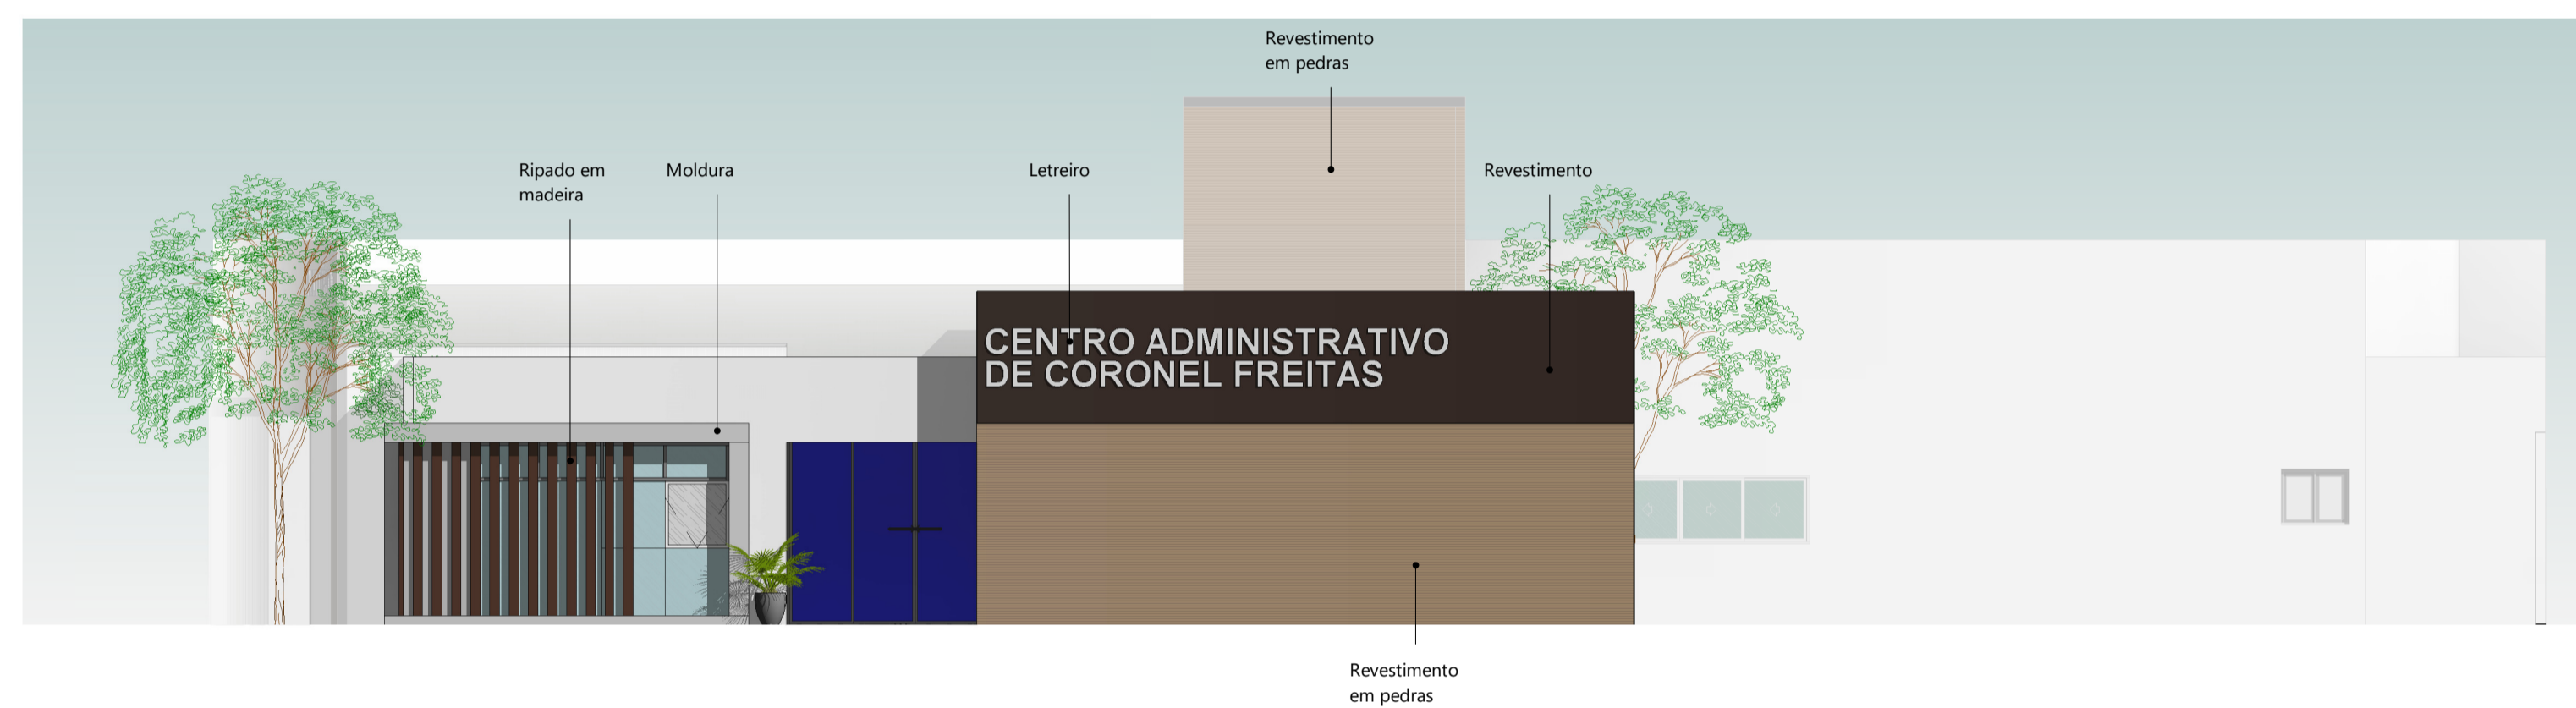 Revestimento
em pedras
Ripado em
madeira
Moldura
Letreiro
Revestimento
CENTRO ADMINISTRATIVO
DE CORONEL FREITAS
Revestimento
em pedras